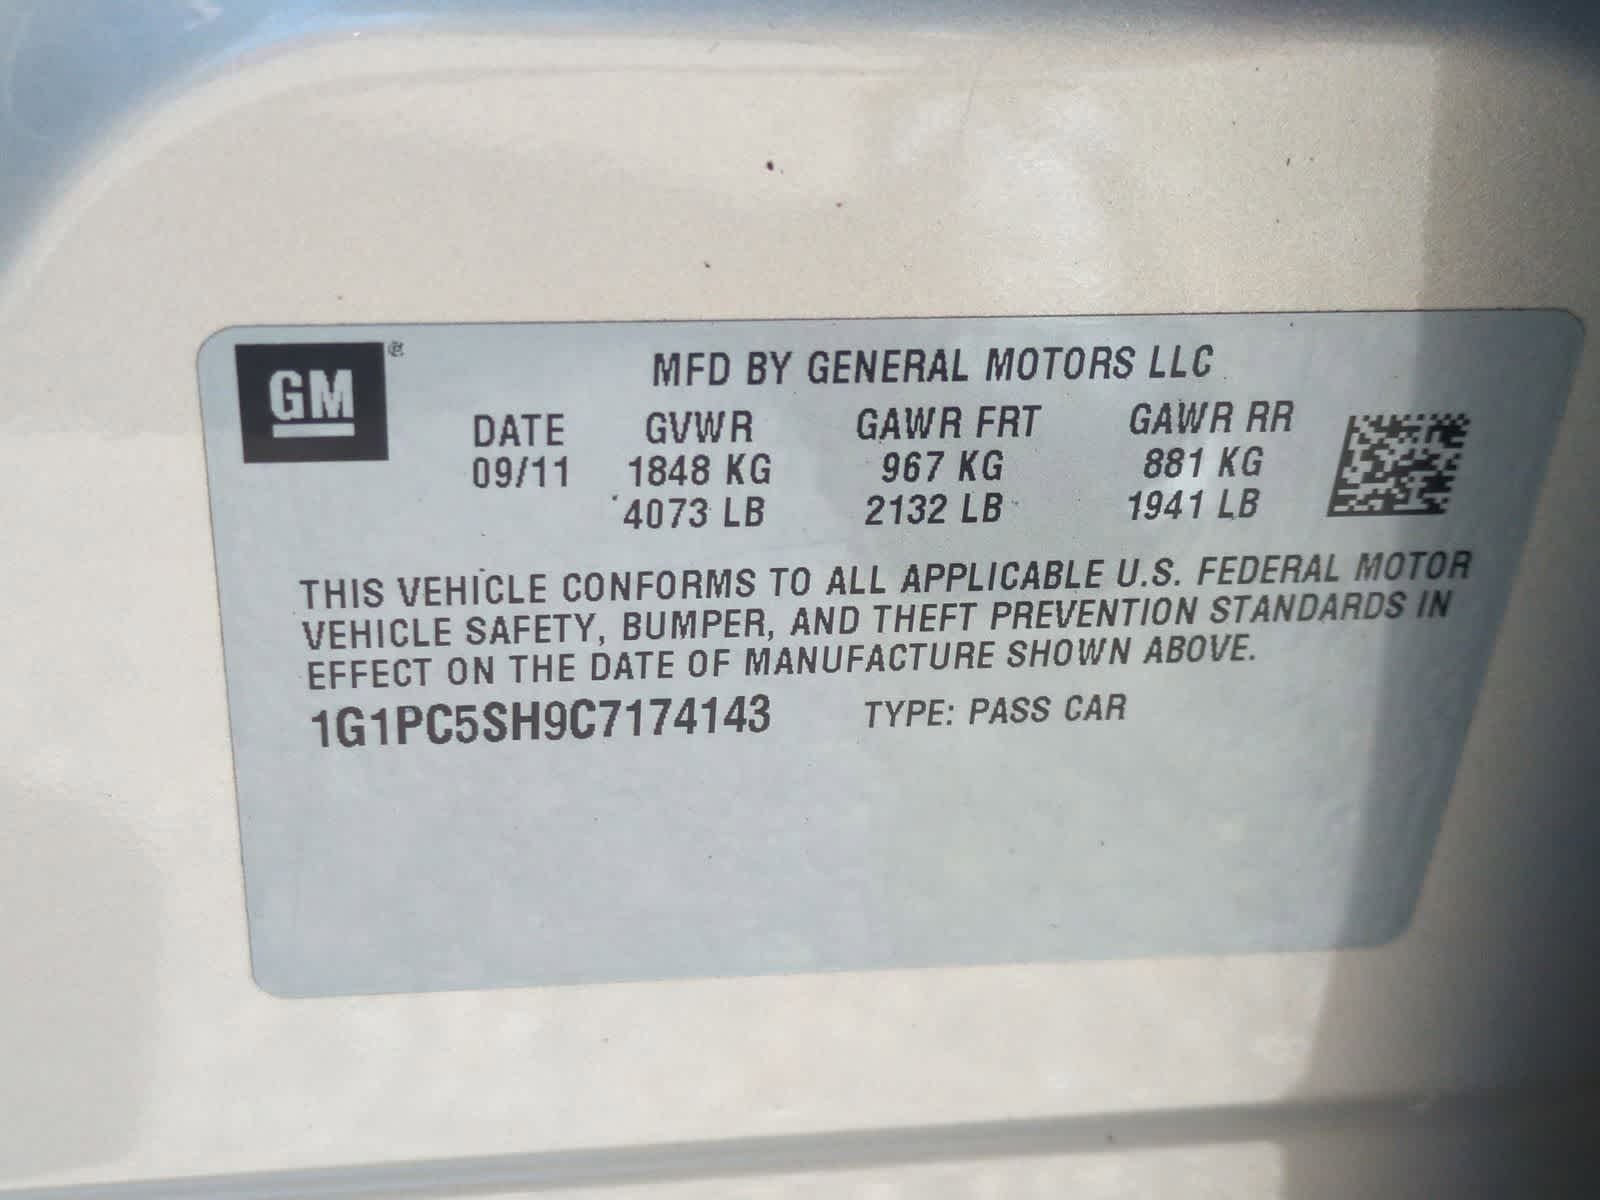 GM ®
MFD BY GENERAL MOTORS LLC
DATE GVWR GAWR FRT GAWR RR
09/11 1848 KG 967 KG 881 KG
4073 LB 2132 LB 1941 LB
THIS VEHICLE CONFORMS TO ALL APPLICABLE U.S. FEDERAL MOTOR
VEHICLE SAFETY, BUMPER, AND THEFT PREVENTION STANDARDS IN
EFFECT ON THE DATE OF MANUFACTURE SHOWN ABOVE.
1G1PC5SH9C7174143 TYPE: PASS CAR